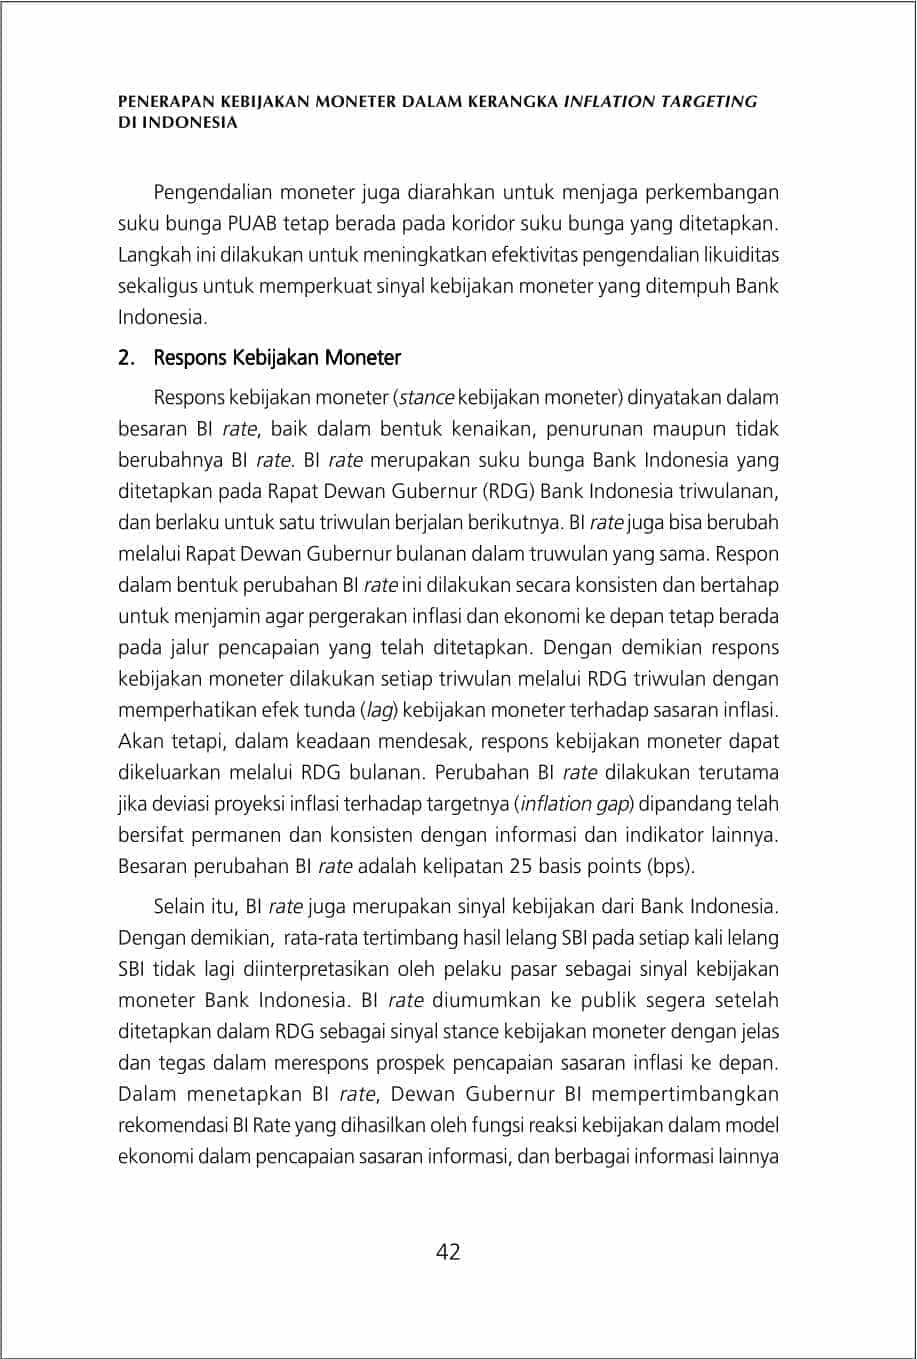 PENERAPAN KEBIJAKAN MONETER DALAM KERANGKA INFLATION TARGETING
DI INDONESIA
Pengendalian moneter juga diarahkan untuk menjaga perkembangan
suku bunga PUAB tetap berada pada koridor suku bunga yang ditetapkan.
Langkah ini dilakukan untuk meningkatkan efektivitas pengendalian likuiditas
sekaligus untuk memperkuat sinyal kebijakan moneter yang ditempuh Bank
Indonesia.
2. Respons Kebijakan Moneter
Respons kebijakan moneter (stance kebijakan moneter) dinyatakan dalam
besaran BI rate, baik dalam bentuk kenaikan, penurunan maupun tidak
berubahnya BI rate. BI rate merupakan suku bunga Bank Indonesia yang
ditetapkan pada Rapat Dewan Gubernur (RDG) Bank Indonesia triwulanan,
dan berlaku untuk satu triwulan berjalan berikutnya. BI rate juga bisa berubah
melalui Rapat Dewan Gubernur bulanan dalam truwulan yang sama. Respon
dalam bentuk perubahan BI rate ini dilakukan secara konsisten dan bertahap
untuk menjamin agar pergerakan inflasi dan ekonomi ke depan tetap berada
pada jalur pencapaian yang telah ditetapkan. Dengan demikian respons
kebijakan moneter dilakukan setiap triwulan melalui RDG triwulan dengan
memperhatikan efek tunda (lag) kebijakan moneter terhadap sasaran inflasi.
Akan tetapi, dalam keadaan mendesak, respons kebijakan moneter dapat
dikeluarkan melalui RDG bulanan. Perubahan BI rate dilakukan terutama
jika deviasi proyeksi inflasi terhadap targetnya (inflation gap) dipandang telah
bersifat permanen dan konsisten dengan informasi dan indikator lainnya.
Besaran perubahan BI rate adalah kelipatan 25 basis points (bps).
Selain itu, BI rate juga merupakan sinyal kebijakan dari Bank Indonesia.
Dengan demikian, rata-rata tertimbang hasil lelang SBI pada setiap kali lelang
SBI tidak lagi diinterpretasikan oleh pelaku pasar sebagai sinyal kebijakan
moneter Bank Indonesia. BI rate diumumkan ke publik segera setelah
ditetapkan dalam RDG sebagai sinyal stance kebijakan moneter dengan jelas
dan tegas dalam merespons prospek pencapaian sasaran inflasi ke depan.
Dalam menetapkan BI rate, Dewan Gubernur BI mempertimbangkan
rekomendasi BI Rate yang dihasilkan oleh fungsi reaksi kebijakan dalam model
ekonomi dalam pencapaian sasaran informasi, dan berbagai informasi lainnya
42